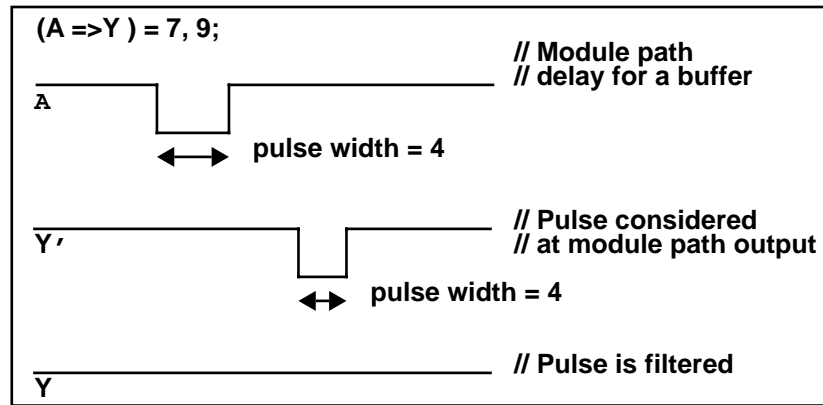 (A =>Y ) = 7, 9;
// Module path
// delay for a buffer
A
pulse width = 4
Y'
// Pulse considered
// at module path output
pulse width = 4
Y
// Pulse is filtered